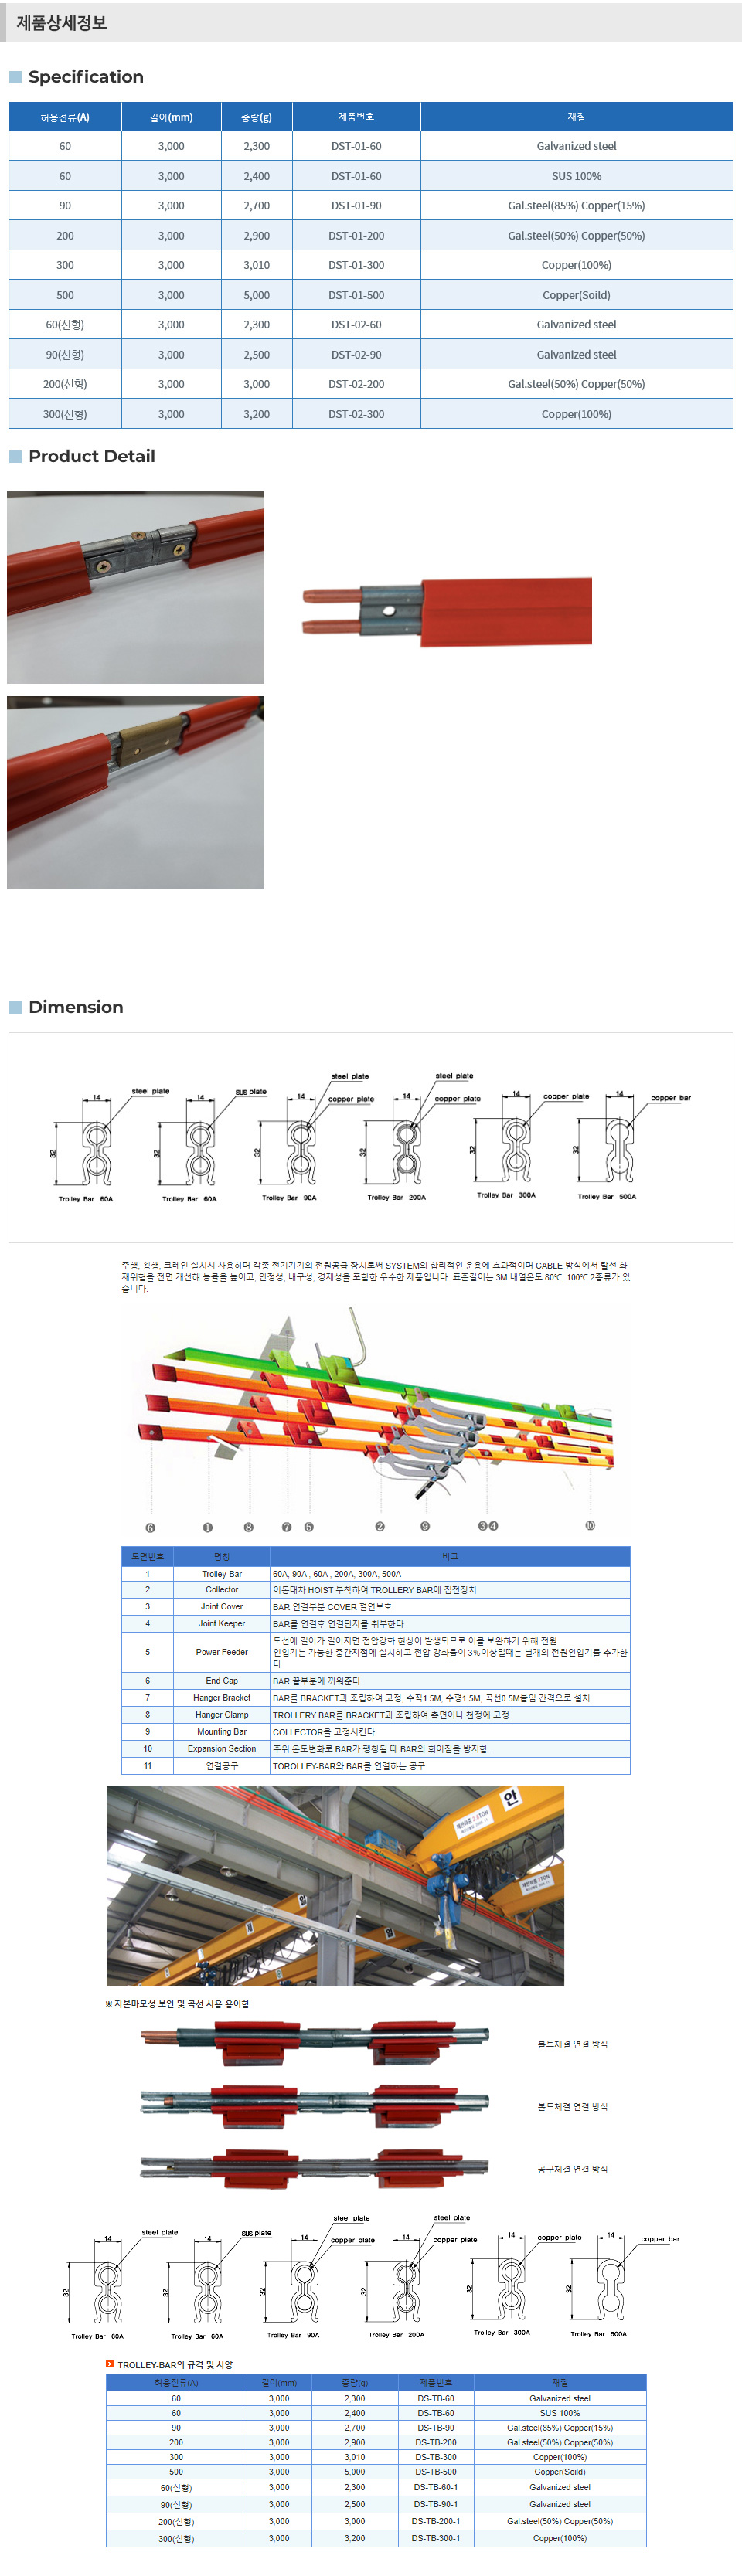 제품상세정보
Specification
허용전류(A) 길이(mm) 중량(g) 제품번호 재질
60 3,000 2,300 DST-01-60 Galvanized steel
60 3,000 2,400 DST-01-60 SUS 100%
90 3,000 2,700 DST-01-90 Gal.steel(85%) Copper(15%)
200 3,000 2,900 DST-01-200 Gal.steel(50%) Copper(50%)
300 3,000 3,010 DST-01-300 Copper(100%)
500 3,000 5,000 DST-01-500 Copper(Soild)
60(신형) 3,000 2,300 DST-02-60 Galvanized steel
90(신형) 3,000 2,500 DST-02-90 Galvanized steel
200(신형) 3,000 3,000 DST-02-200 Gal.steel(50%) Copper(50%)
300(신형) 3,000 3,200 DST-02-300 Copper(100%)
Product Detail
Dimension
14 steel plate 32 Trolley Bar 60A
14 SUS plate 32 Trolley Bar 60A
14 steel plate copper plate 32 Trolley Bar 90A
14 steel plate copper plate 32 Trolley Bar 200A
14 copper plate 32 Trolley Bar 300A
14 copper bar 32 Trolley Bar 500A
주행, 횡행, 크레인 설치시 사용하며 각종 전기기기의 전원공급 장치로써 SYSTEM의 합리적인 운용에 효과적이며 CABLE 방식에서 탈선 화
재위험을 전면 개선해 능률을 높이고, 안정성, 내구성, 경제성을 포함한 우수한 제품입니다. 표준길이는 3M 내열온도 80℃, 100℃ 2종류가 있
습니다.
❻ ❶ ❽ ❼ ❺ ❷ ❾ ❸ ❹ ❿
도면번호 명칭 비고
1 Trolley-Bar 60A, 90A , 60A , 200A, 300A, 500A
2 Collector 이동대차 HOIST 부착하여 TROLLERY BAR에 집전장치
3 Joint Cover BAR 연결부분 COVER 절연보호
4 Joint Keeper BAR를 연결후 연결단자를 취부한다
5 Power Feeder 도선에 길이가 길어지면 접압강화 현상이 발생되므로 이를 보완하기 위해 전원
인입기는 가능한 중간지점에 설치하고 전압 강화율이 3%이상일때는 별개의 전원인입기를 추가한
다.
6 End Cap BAR 끝부분에 끼워준다
7 Hanger Bracket BAR를 BRACKET과 조립하여 고정, 수직1.5M, 수평1.5M, 곡선0.5M붙임 간격으로 설치
8 Hanger Clamp TROLLERY BAR를 BRACKET과 조립하여 측면이나 천정에 고정
9 Mounting Bar COLLECTOR을 고정시킨다.
10 Expansion Section 주위 온도변화로 BAR가 팽창될 때 BAR의 휘어짐을 방지함.
11 연결공구 TOROLLEY-BAR와 BAR를 연결하는 공구
안
※ 자본마모성 보안 및 곡선 사용 용이함
볼트체결 연결 방식
볼트체결 연결 방식
공구체결 연결 방식
14 steel plate 32 Trolley Bar 60A
14 SUS plate 32 Trolley Bar 60A
14 steel plate copper plate 32 Trolley Bar 90A
14 steel plate copper plate 32 Trolley Bar 200A
14 copper plate 32 Trolley Bar 300A
14 copper bar 32 Trolley Bar 500A
TROLLEY-BAR의 규격 및 사양
허용전류(A) 길이(mm) 중량(g) 제품번호 재질
60 3,000 2,300 DS-TB-60 Galvanized steel
60 3,000 2,400 DS-TB-60 SUS 100%
90 3,000 2,700 DS-TB-90 Gal.steel(85%) Copper(15%)
200 3,000 2,900 DS-TB-200 Gal.steel(50%) Copper(50%)
300 3,000 3,010 DS-TB-300 Copper(100%)
500 3,000 5,000 DS-TB-500 Copper(Soild)
60(신형) 3,000 2,300 DS-TB-60-1 Galvanized steel
90(신형) 3,000 2,500 DS-TB-90-1 Galvanized steel
200(신형) 3,000 3,000 DS-TB-200-1 Gal.steel(50%) Copper(50%)
300(신형) 3,000 3,200 DS-TB-300-1 Copper(100%)